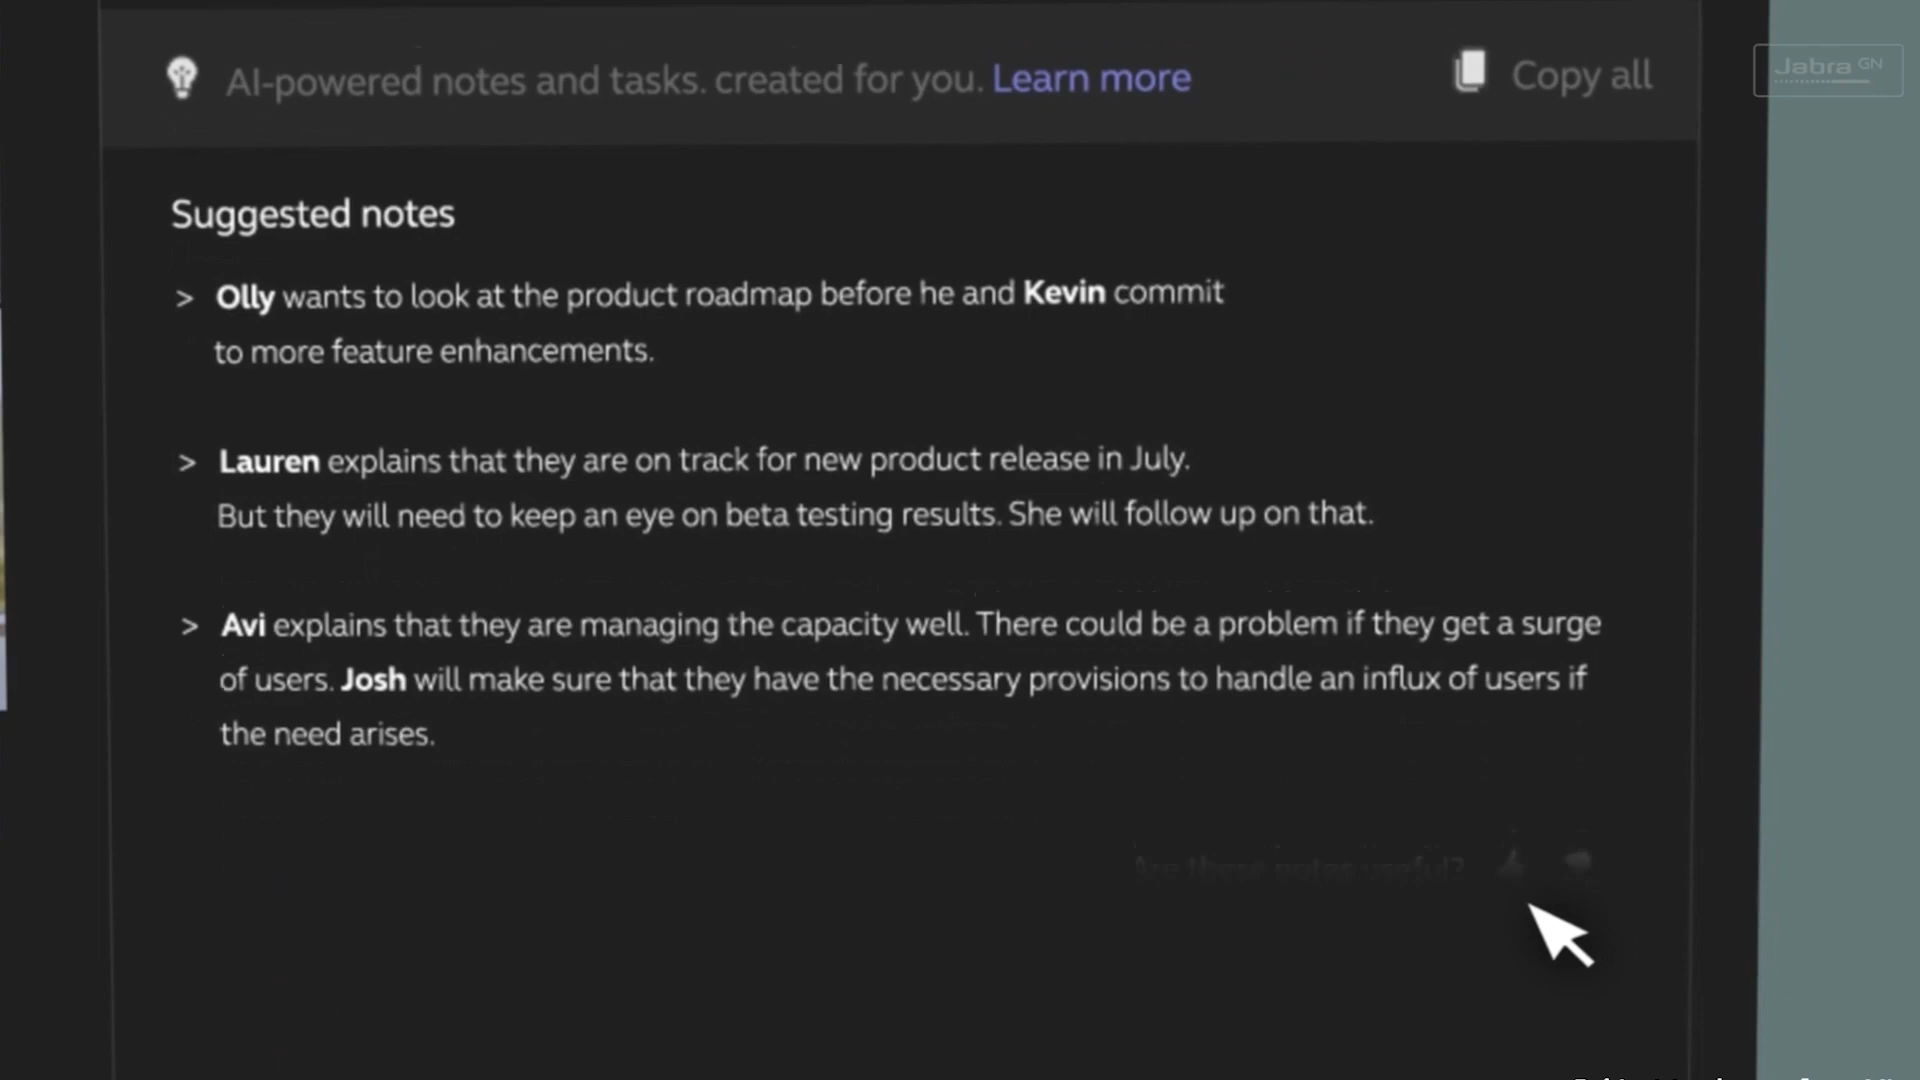 AI-powered notes and tasks. created for you. Learn more
Copy all
Jabra GN
Suggested notes
> Olly wants to look at the product roadmap before he and Kevin commit
to more feature enhancements.
> Lauren explains that they are on track for new product release in July.
But they will need to keep an eye on beta testing results. She will follow up on that.
> Avi explains that they are managing the capacity well. There could be a problem if they get a surge
of users. Josh will make sure that they have the necessary provisions to handle an influx of users if
the need arises.
Are these notes useful?